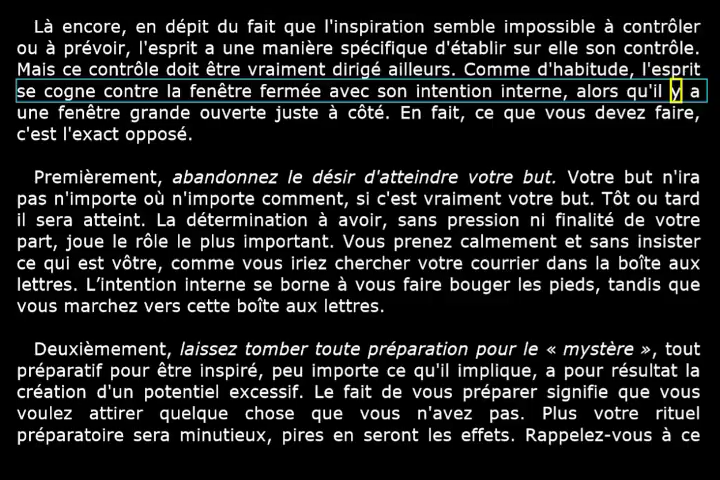 Là encore, en dépit du fait que l'inspiration semble impossible à contrôler
ou à prévoir, l'esprit a une manière spécifique d'établir sur elle son contrôle.
Mais ce contrôle doit être vraiment dirigé ailleurs. Comme d'habitude, l'esprit
se cogne contre la fenêtre fermée avec son intention interne, alors qu'il y a
une fenêtre grande ouverte juste à côté. En fait, ce que vous devez faire,
c'est l'exact opposé.
Premièrement, abandonnez le désir d'atteindre votre but. Votre but n'ira
pas n'importe où n'importe comment, si c'est vraiment votre but. Tôt ou tard
il sera atteint. La détermination à avoir, sans pression ni finalité de votre
part, joue le rôle le plus important. Vous prenez calmement et sans insister
ce qui est vôtre, comme vous iriez chercher votre courrier dans la boîte aux
lettres. L’intention interne se borne à vous faire bouger les pieds, tandis que
vous marchez vers cette boîte aux lettres.
Deuxièmement, laissez tomber toute préparation pour le « mystère », tout
préparatif pour être inspiré, peu importe ce qu'il implique, a pour résultat la
création d'un potentiel excessif. Le fait de vous préparer signifie que vous
voulez attirer quelque chose que vous n'avez pas. Plus votre rituel
préparatoire sera minutieux, pires en seront les effets. Rappelez-vous à ce